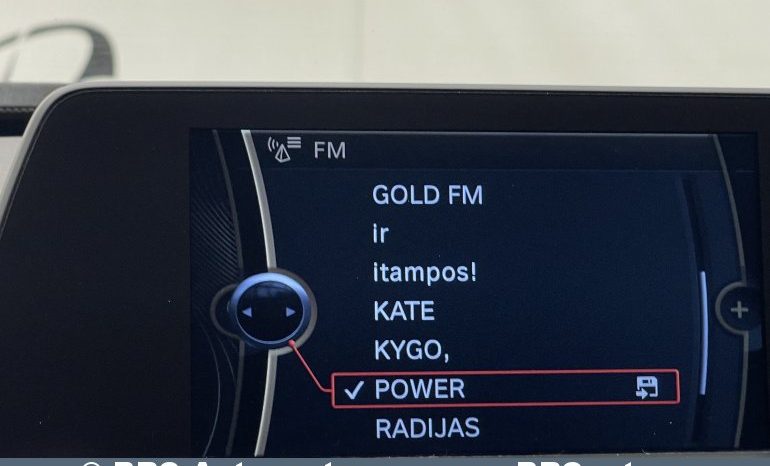 FM
GOLD FM
ir
itampos!
KATE
KYGO,
POWER
RADIJAS